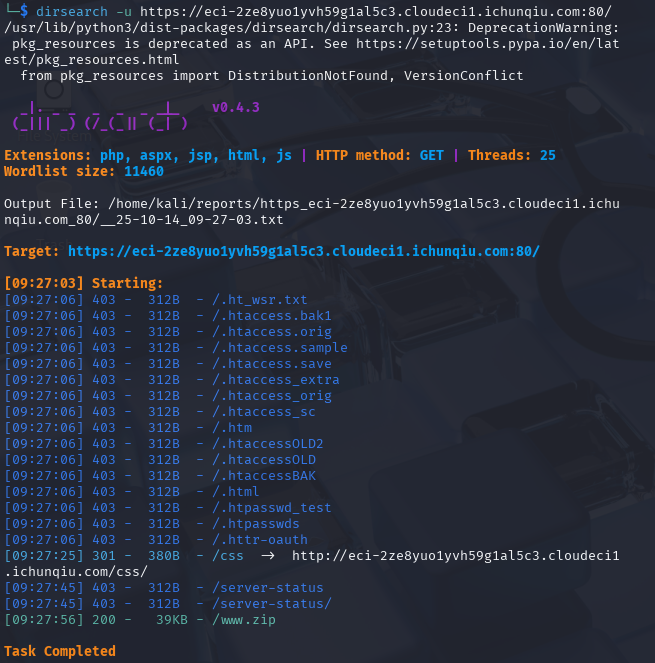 └─$ dirsearch -u https://eci-2ze8yuo1yvh59g1al5c3.cloudeci1.ichunqiu.com:80/
/usr/lib/python3/dist-packages/dirsearch/dirsearch.py:23: DeprecationWarning:
 pkg_resources is deprecated as an API. See https://setuptools.pypa.io/en/lat
est/pkg_resources.html
  from pkg_resources import DistributionNotFound, VersionConflict
  _|. _ _  _  _  _ _|_    v0.4.3
 (_||| _) (/_(_|| (_| )
Extensions: php, aspx, jsp, html, js | HTTP method: GET | Threads: 25
Wordlist size: 11460
Output File: /home/kali/reports/https_eci-2ze8yuo1yvh59g1al5c3.cloudeci1.ichu
nqiu.com_80/__25-10-14_09-27-03.txt
Target: https://eci-2ze8yuo1yvh59g1al5c3.cloudeci1.ichunqiu.com:80/
[09:27:03] Starting:
[09:27:06] 403 -  312B  - /.ht_wsr.txt
[09:27:06] 403 -  312B  - /.htaccess.bak1
[09:27:06] 403 -  312B  - /.htaccess.orig
[09:27:06] 403 -  312B  - /.htaccess.sample
[09:27:06] 403 -  312B  - /.htaccess.save
[09:27:06] 403 -  312B  - /.htaccess_extra
[09:27:06] 403 -  312B  - /.htaccess_orig
[09:27:06] 403 -  312B  - /.htaccess_sc
[09:27:06] 403 -  312B  - /.htm
[09:27:06] 403 -  312B  - /.htaccessOLD2
[09:27:06] 403 -  312B  - /.htaccessOLD
[09:27:06] 403 -  312B  - /.htaccessBAK
[09:27:06] 403 -  312B  - /.html
[09:27:06] 403 -  312B  - /.htpasswd_test
[09:27:06] 403 -  312B  - /.htpasswds
[09:27:06] 403 -  312B  - /.httr-oauth
[09:27:25] 301 -  380B  - /css  →  http://eci-2ze8yuo1yvh59g1al5c3.cloudeci1
.ichunqiu.com/css/
[09:27:45] 403 -  312B  - /server-status
[09:27:45] 403 -  312B  - /server-status/
[09:27:56] 200 -   39KB - /www.zip
Task Completed